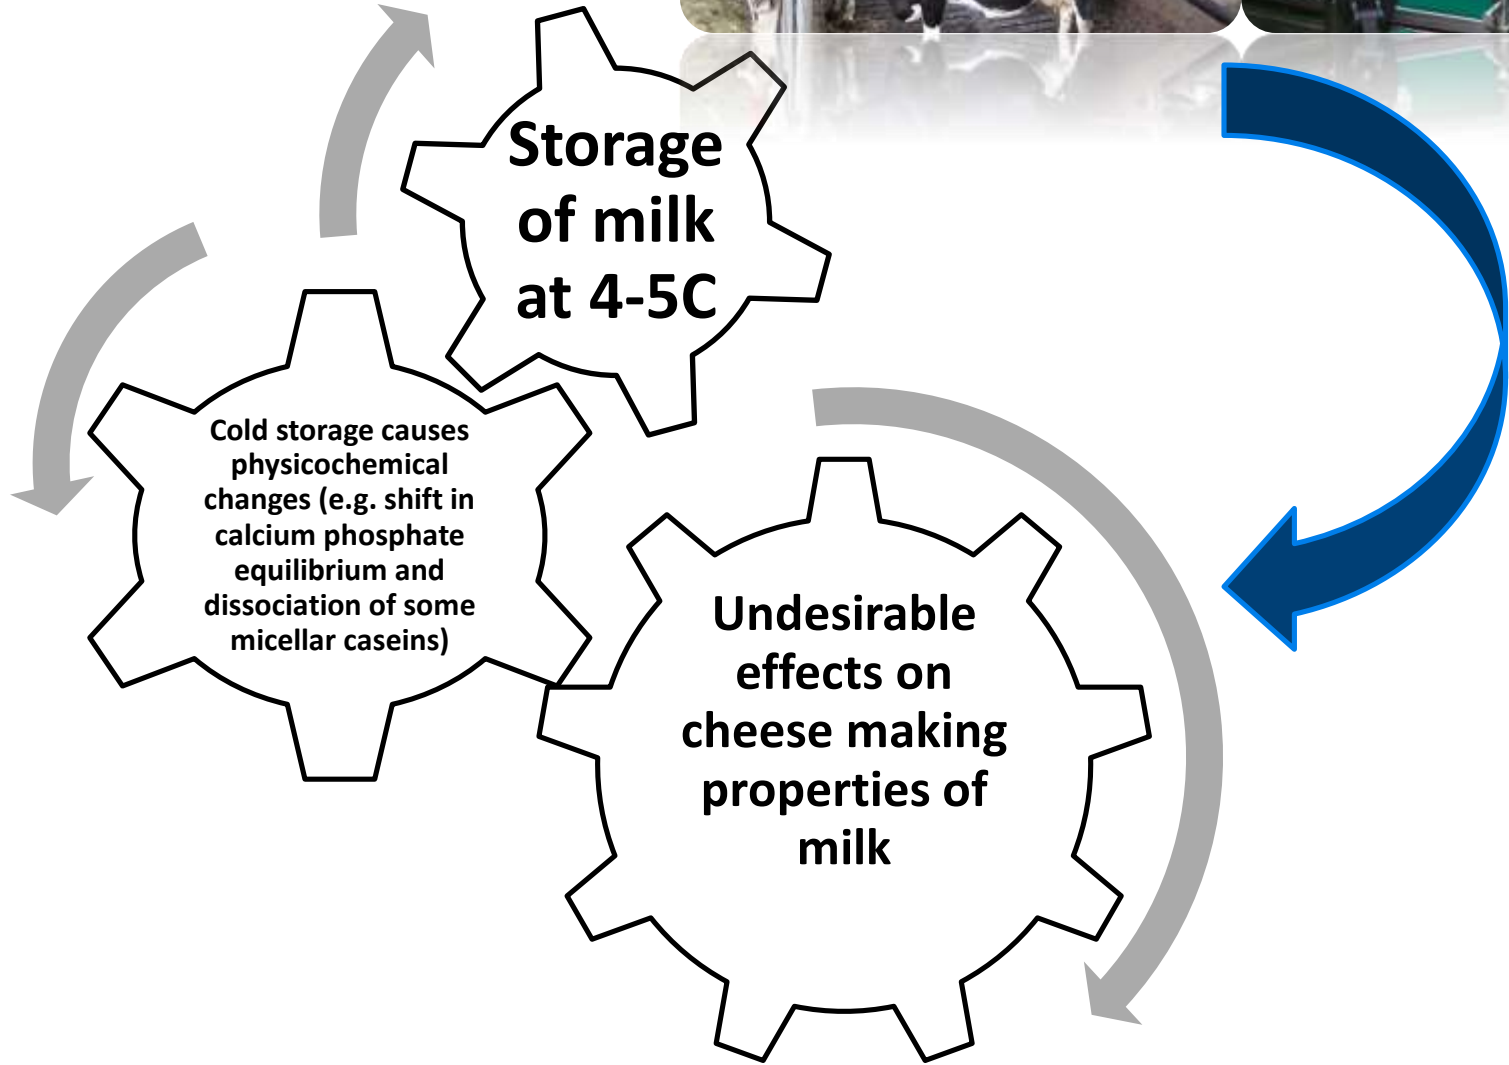 Storage
of milk
at 4-5C
Cold storage causes
physicochemical
changes (e.g. shift in
calcium phosphate
equilibrium and
dissociation of some
micellar caseins)
Undesirable
effects on
cheese making
properties of
milk